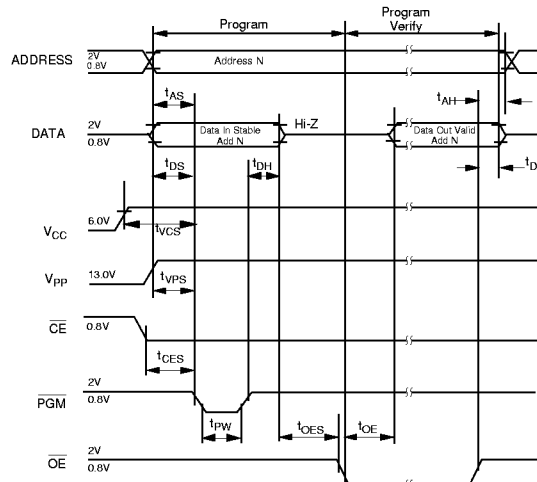 Program
Program
Verify
ADDRESS
2V
0.8V
Address N
tAS
tAH
DATA
2V
0.8V
Data In Stable
Add N
Hi-Z
Data Out Valid
Add N
tDS
tDH
tD
VCC
6.0V
tVCS
VPP
13.0V
tVPS
CE
0.8V
tCES
PGM
2V
0.8V
tPW
tOES
tOE
OE
2V
0.8V